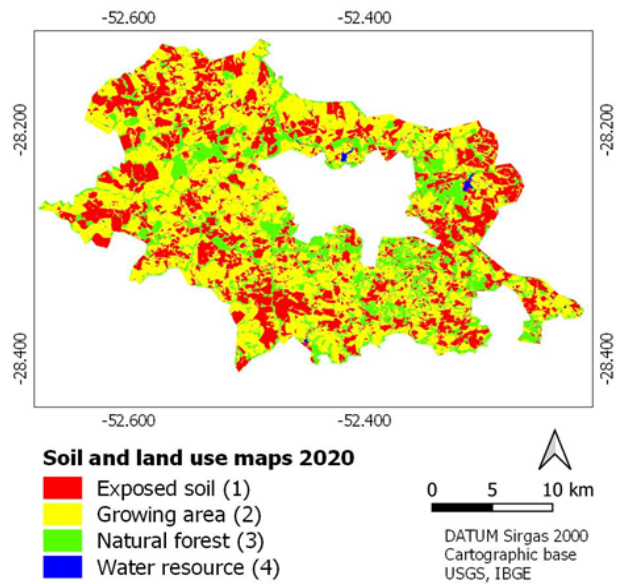 -52.600 -52.400
-28.200 -28.200
-28.400 -28.400
-52.600 -52.400
Soil and land use maps 2020
Exposed soil (1)
Growing area (2)
Natural forest (3)
Water resource (4)
0 5 10 km
DATUM Sirgas 2000
Cartographic base
USGS, IBGE